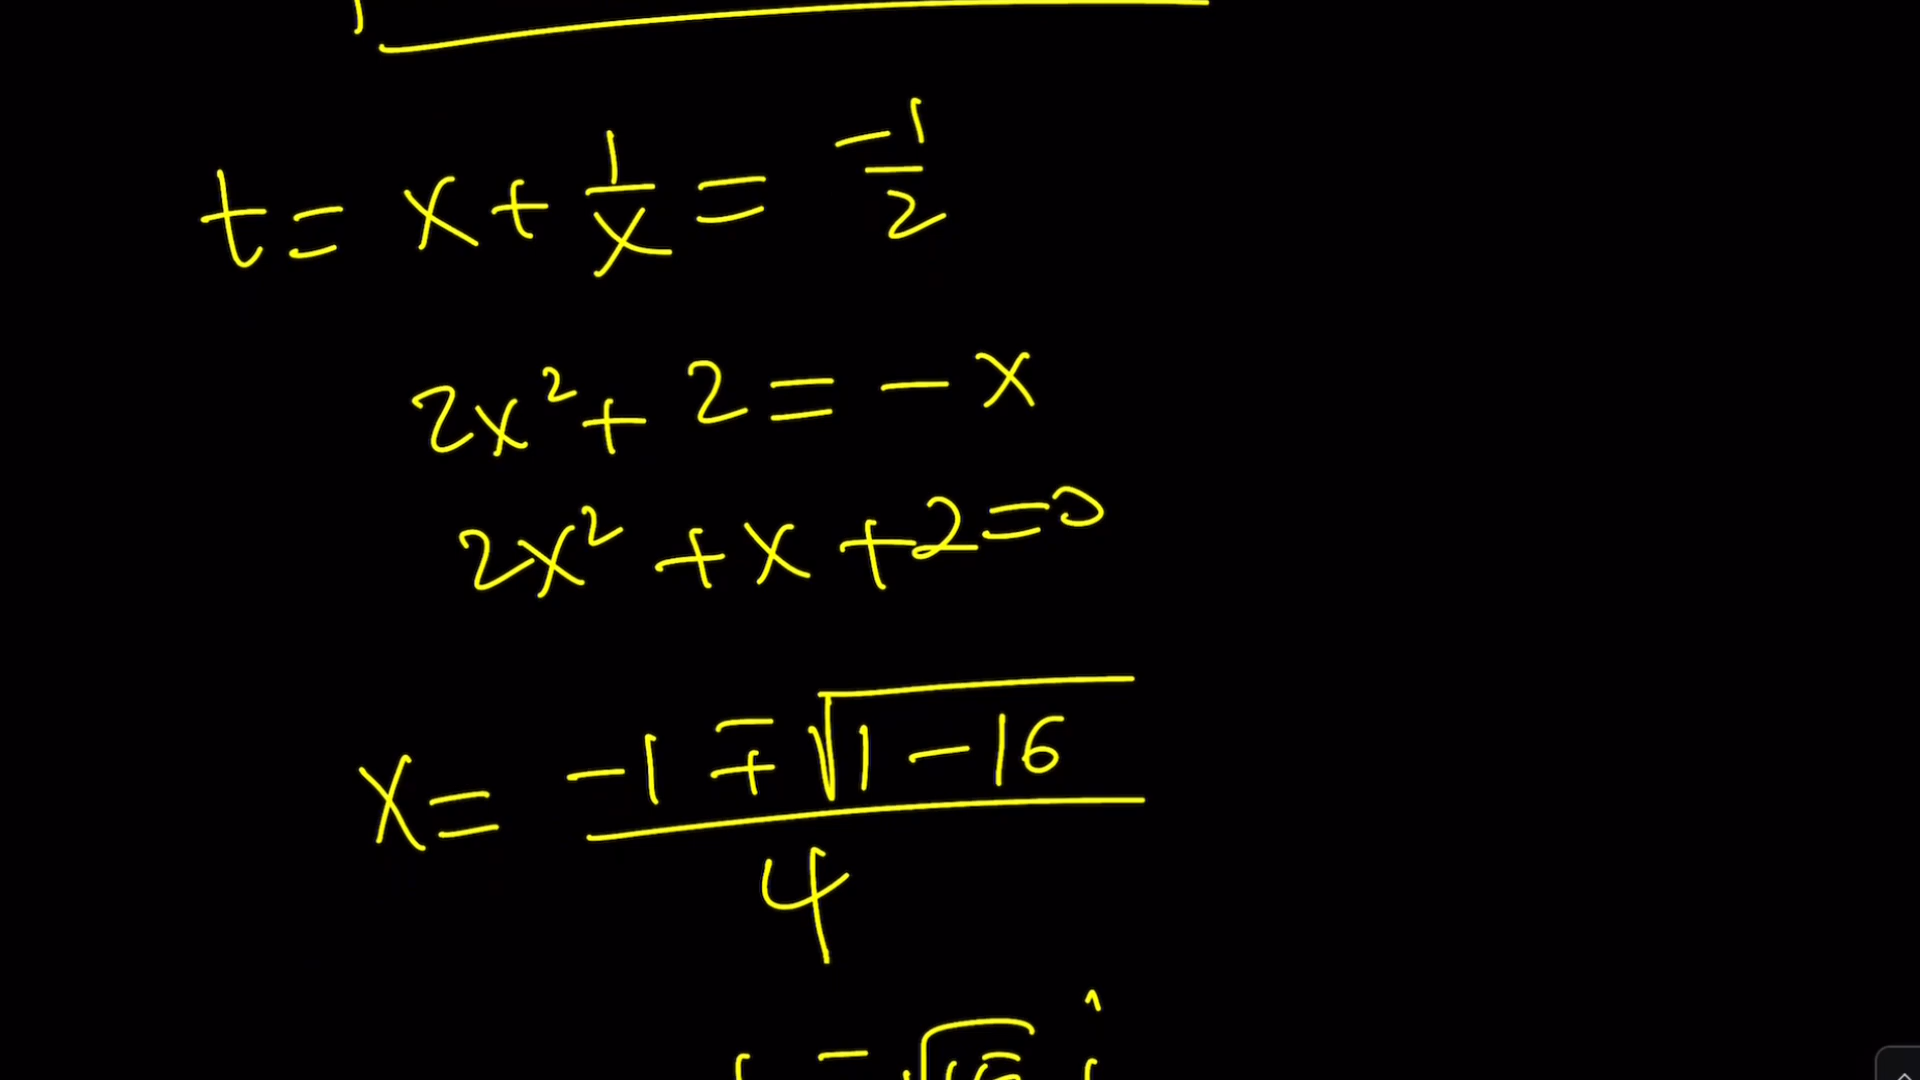 t = x + 1/x = -1/2
2x² + 2 = -x
2x² + x + 2 = 0
x = (-1 ∓ √(1 - 16))/4